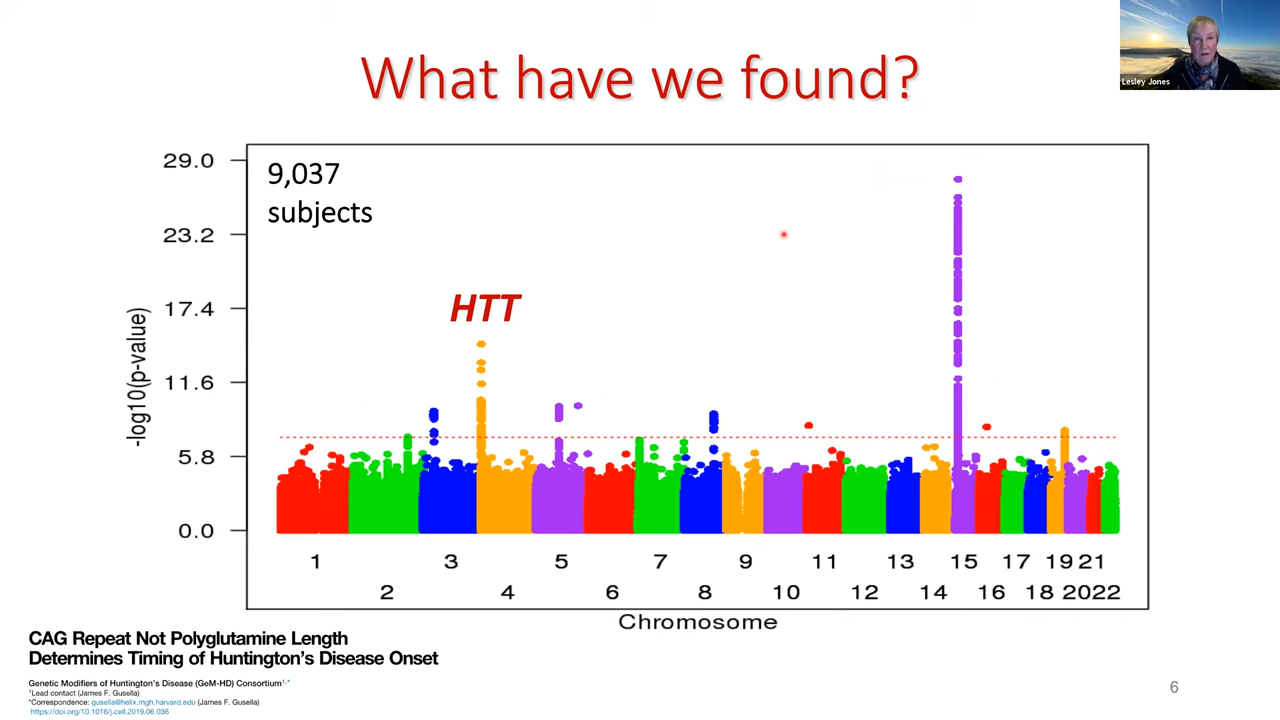 What have we found?
Lesley Jones
9,037
subjects
HTT
-log10(p-value)
29.0
23.2
17.4
11.6
5.8
0.0
1 3 5 7 9 11 13 15 17 19 21
2 4 6 8 10 12 14 16 18 20 22
Chromosome
CAG Repeat Not Polyglutamine Length
Determines Timing of Huntington's Disease Onset
Genetic Modifiers of Huntington's Disease (GeM-HD) Consortium1,*
1Lead contact (James F. Gusella)
*Correspondence: gusella@helix.mgh.harvard.edu (James F. Gusella)
https://doi.org/10.1016/j.cell.2019.06.036
6